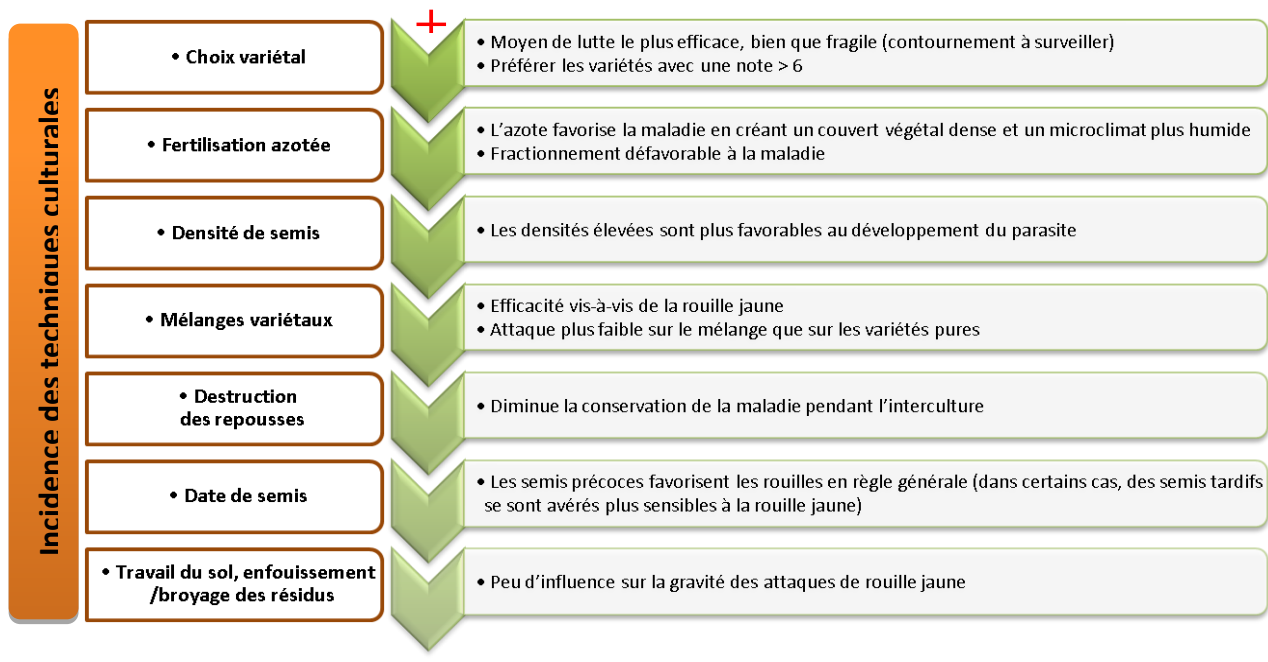 Incidence des techniques culturales
+
• Choix variétal
• Moyen de lutte le plus efficace, bien que fragile (contournement à surveiller)
• Préférer les variétés avec une note > 6
• Fertilisation azotée
• L'azote favorise la maladie en créant un couvert végétal dense et un microclimat plus humide
• Fractionnement défavorable à la maladie
• Densité de semis
• Les densités élevées sont plus favorables au développement du parasite
• Mélanges variétaux
• Efficacité vis-à-vis de la rouille jaune
• Attaque plus faible sur le mélange que sur les variétés pures
• Destruction
des repousses
• Diminue la conservation de la maladie pendant l'interculture
• Date de semis
• Les semis précoces favorisent les rouilles en règle générale (dans certains cas, des semis tardifs
se sont avérés plus sensibles à la rouille jaune)
• Travail du sol, enfouissement
/broyage des résidus
• Peu d'influence sur la gravité des attaques de rouille jaune